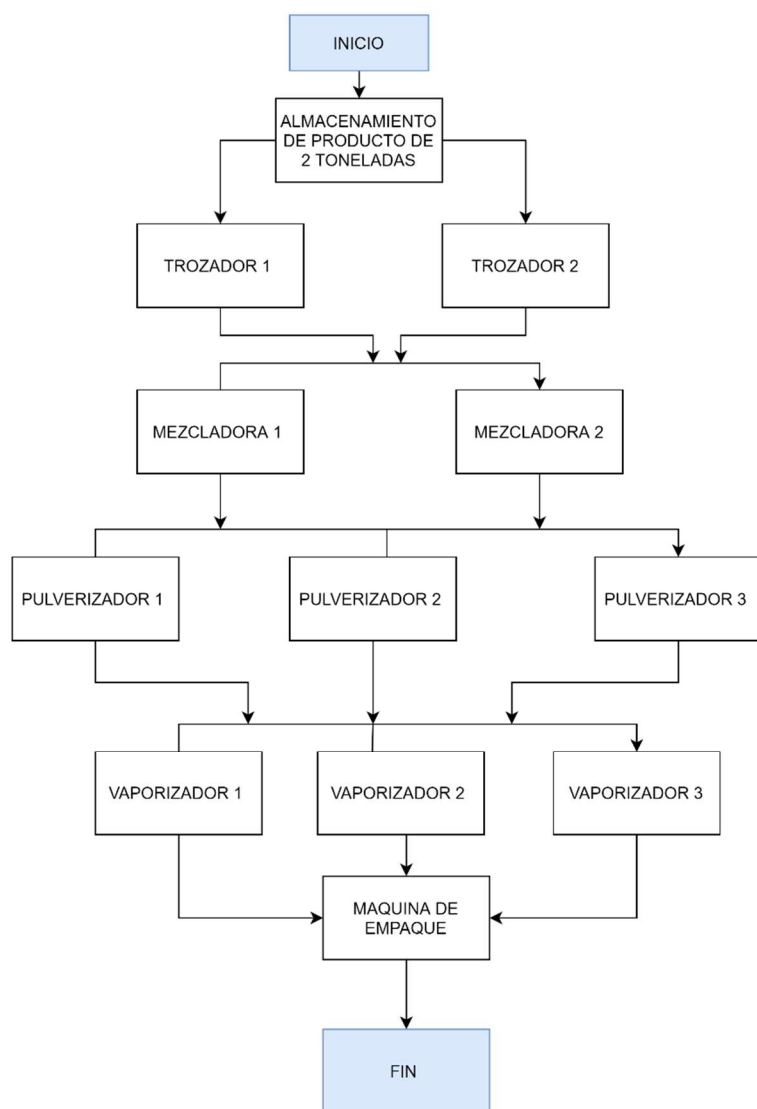 INICIO
ALMACENAMIENTO
DE PRODUCTO DE
2 TONELADAS
TROZADOR 1
TROZADOR 2
MEZCLADORA 1
MEZCLADORA 2
PULVERIZADOR 1
PULVERIZADOR 2
PULVERIZADOR 3
VAPORIZADOR 1
VAPORIZADOR 2
VAPORIZADOR 3
MAQUINA DE
EMPAQUE
FIN